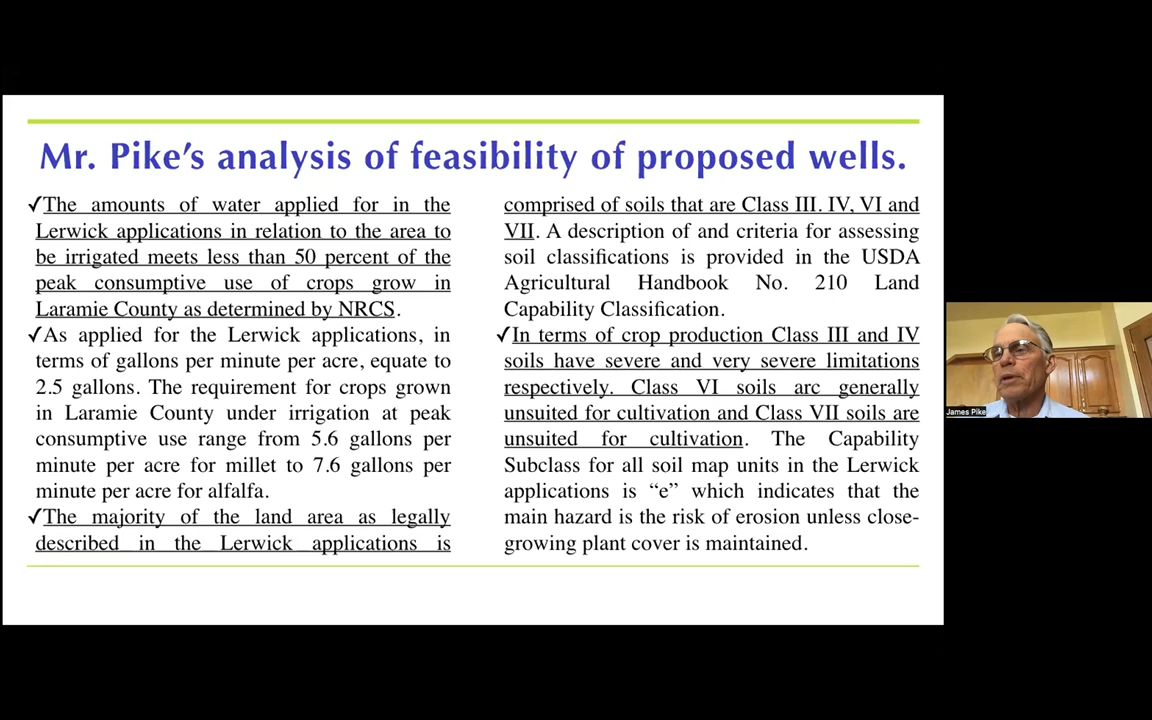 Mr. Pike's analysis of feasibility of proposed wells.
✓The amounts of water applied for in the
Lerwick applications in relation to the area to
be irrigated meets less than 50 percent of the
peak consumptive use of crops grow in
Laramie County as determined by NRCS.
✓As applied for the Lerwick applications, in
terms of gallons per minute per acre, equate to
2.5 gallons. The requirement for crops grown
in Laramie County under irrigation at peak
consumptive use range from 5.6 gallons per
minute per acre for millet to 7.6 gallons per
minute per acre for alfalfa.
✓The majority of the land area as legally
described in the Lerwick applications is
comprised of soils that are Class III. IV, VI and
VII. A description of and criteria for assessing
soil classifications is provided in the USDA
Agricultural Handbook No. 210 Land
Capability Classification.
✓In terms of crop production Class III and IV
soils have severe and very severe limitations
respectively. Class VI soils arc generally
unsuited for cultivation and Class VII soils are
unsuited for cultivation. The Capability
Subclass for all soil map units in the Lerwick
applications is “e” which indicates that the
main hazard is the risk of erosion unless close-
growing plant cover is maintained.
James Pike